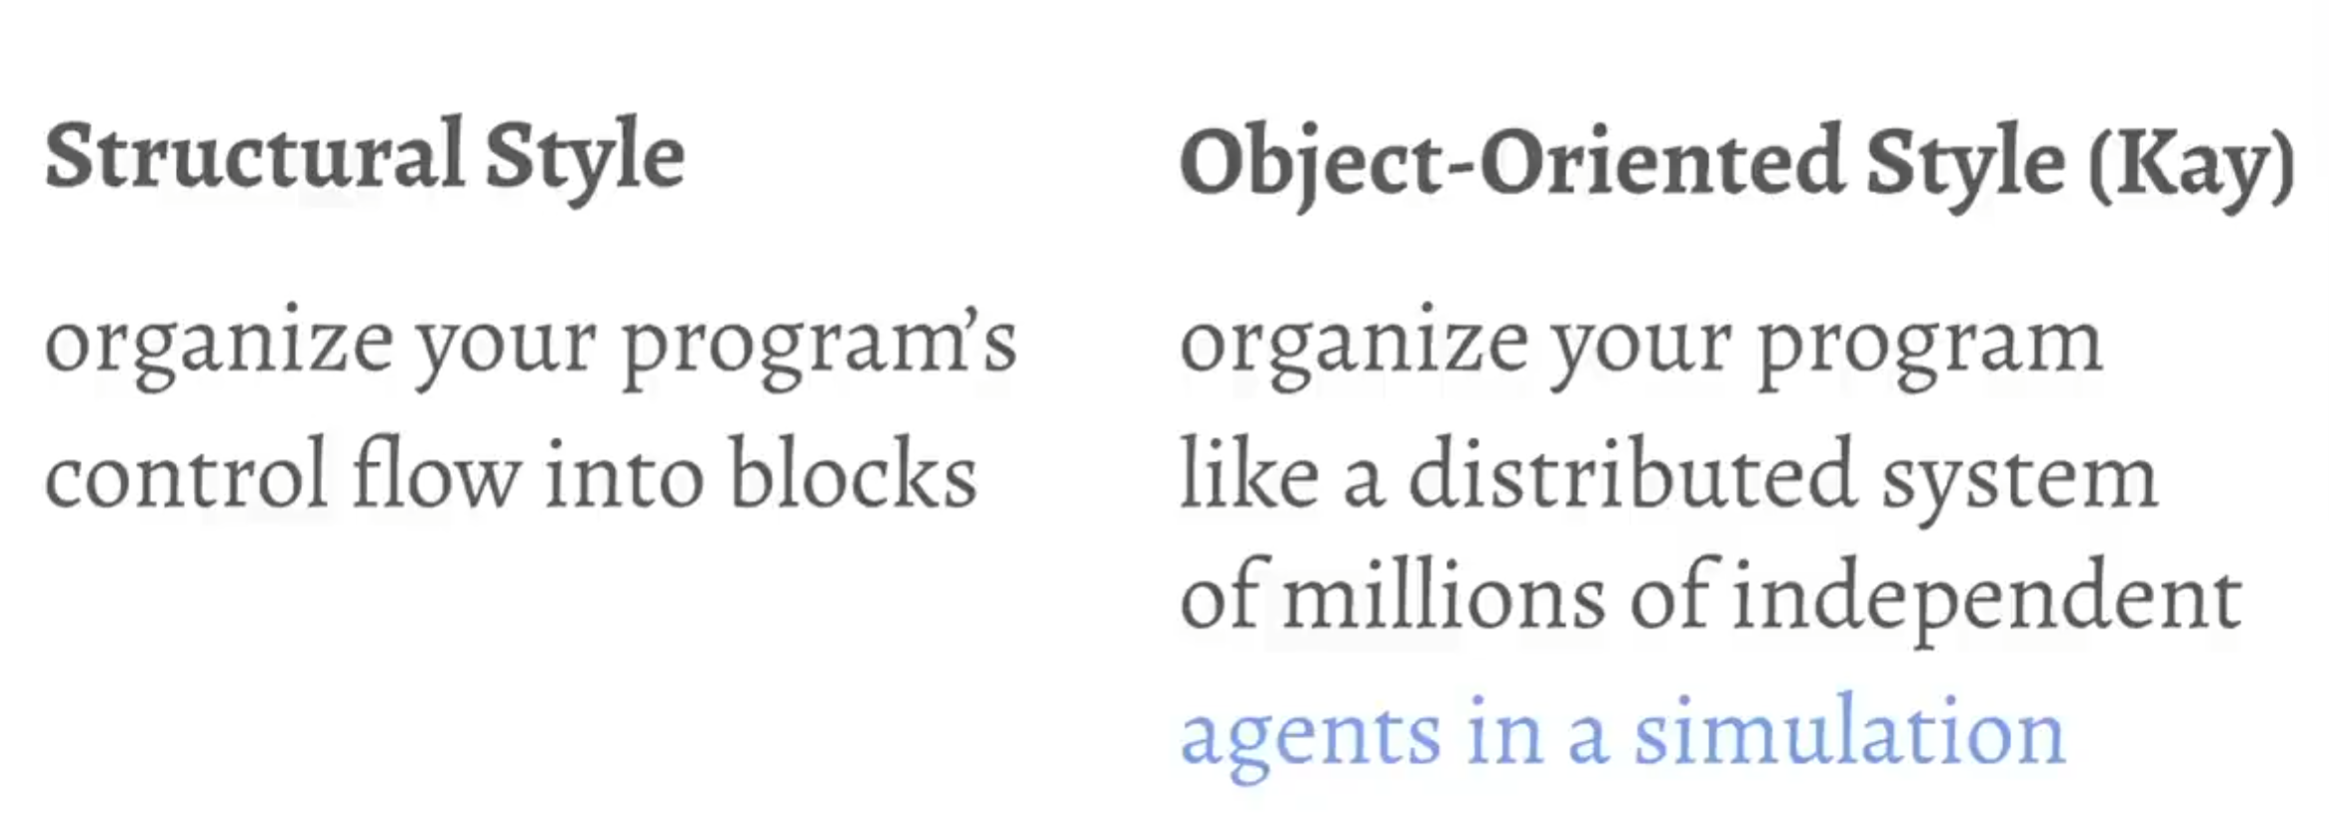 Structural Style
organize your program’s
control flow into blocks
Object-Oriented Style (Kay)
organize your program
like a distributed system
of millions of independent
agents in a simulation